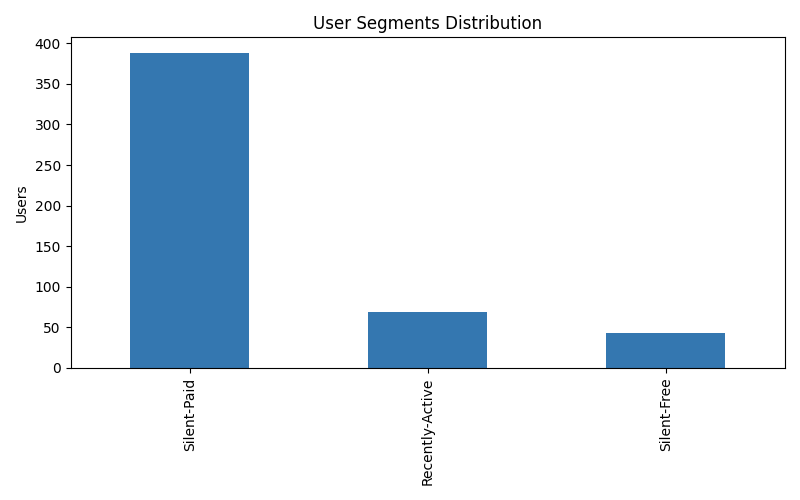 User Segments Distribution
Users
400
350
300
250
200
150
100
50
0
Silent-Paid
Recently-Active
Silent-Free